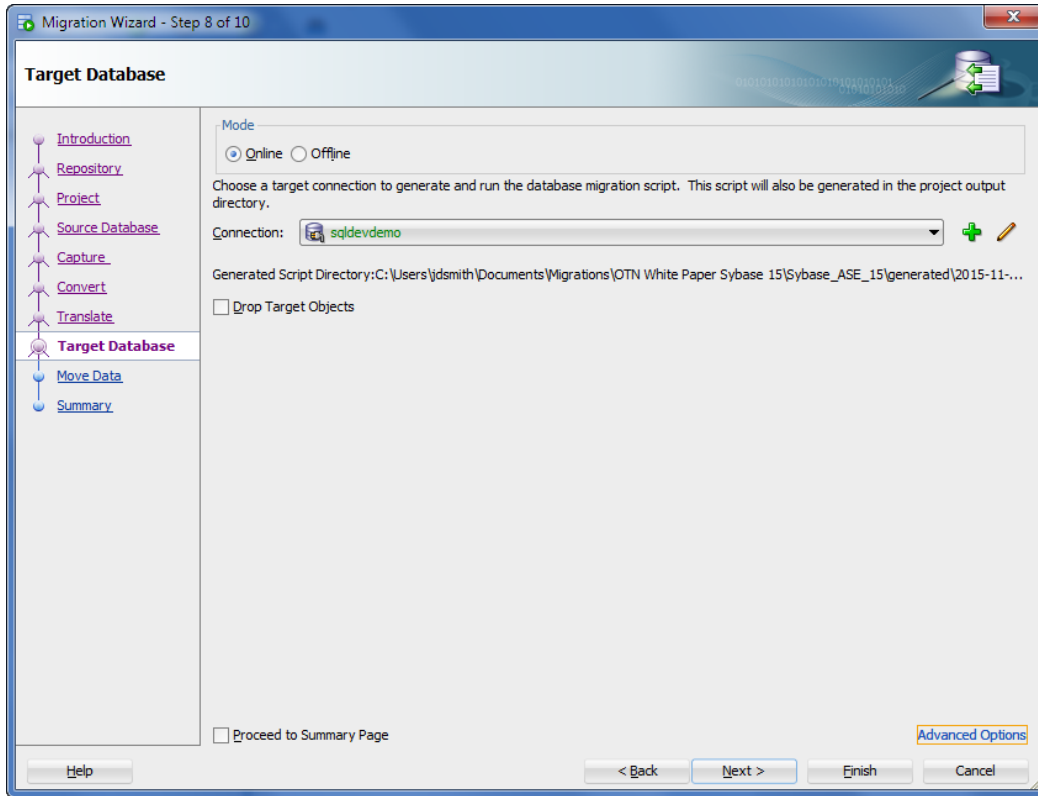 Migration Wizard - Step 8 of 10
Target Database
Introduction
Repository
Project
Source Database
Capture
Convert
Translate
Target Database
Move Data
Summary
Mode
Online
Offline
Choose a target connection to generate and run the database migration script. This script will also be generated in the project output
directory.
Connection: sqldevdemo
Generated Script Directory:C:\Users\jdsmith\Documents\Migrations\OTN White Paper Sybase 15\Sybase_ASE_15\generated\2015-11-...
Drop Target Objects
Proceed to Summary Page
Advanced Options
Help
< Back
Next >
Finish
Cancel